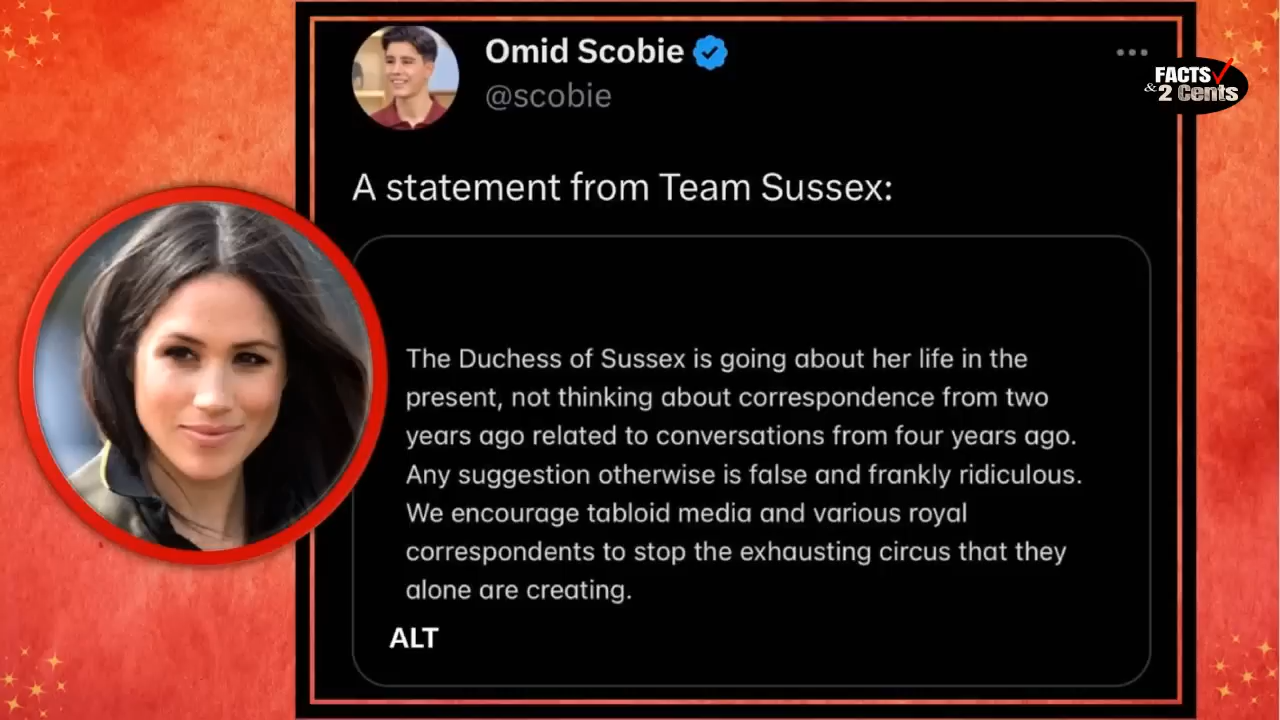 Omid Scobie
@scobie
FACTS
& 2 Cents
A statement from Team Sussex:
The Duchess of Sussex is going about her life in the
present, not thinking about correspondence from two
years ago related to conversations from four years ago.
Any suggestion otherwise is false and frankly ridiculous.
We encourage tabloid media and various royal
correspondents to stop the exhausting circus that they
alone are creating.
ALT